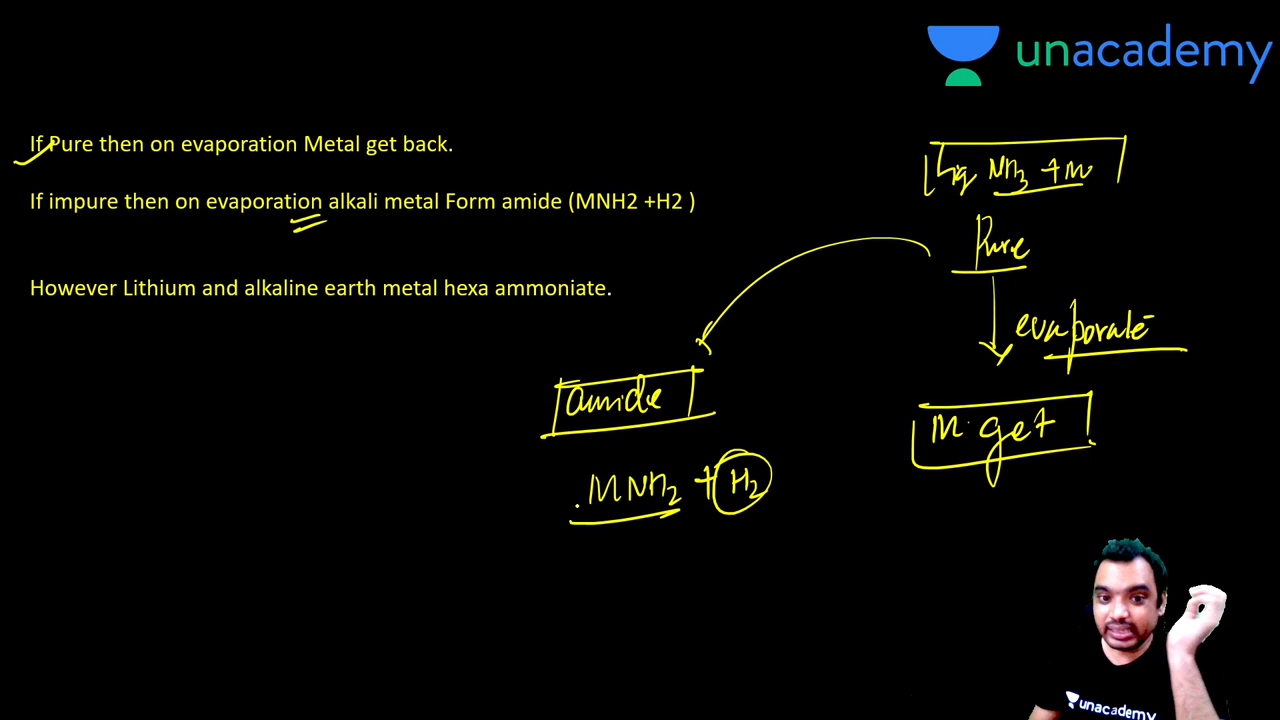 unacademy
If Pure then on evaporation Metal get back.
If impure then on evaporation alkali metal Form amide (MNH2 +H2 )
However Lithium and alkaline earth metal hexa ammoniate.
Liq NH3 + M
Pure
evaporate
amide
M get
MNH2 + H2
unacademy